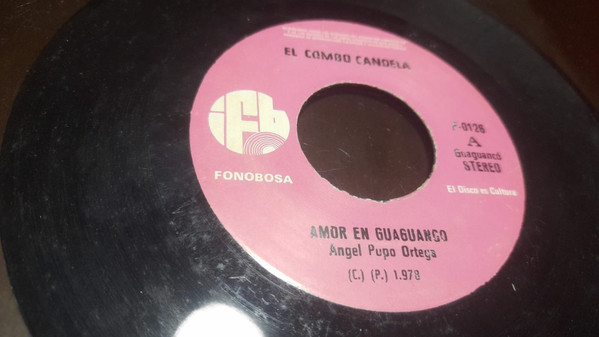 EL COMBO CANDELA
ifb
FONOBOSA
-0126
A
Guaguancó
STEREO
El Disco es Cultura
AMOR EN GUAGUANCO
Angel Pupo Ortega
(C.) (P.) 1.978